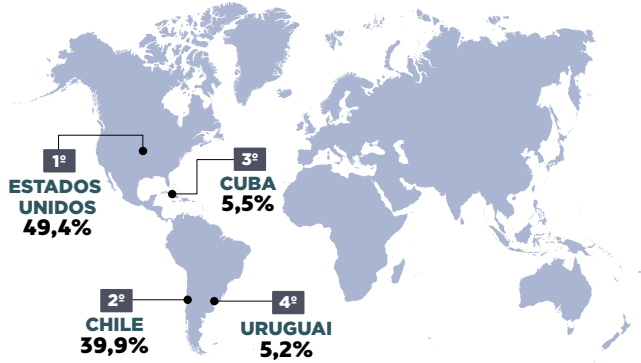 1º
ESTADOS
UNIDOS
49,4%
3º
CUBA
5,5%
2º
CHILE
39,9%
4º
URUGUAI
5,2%